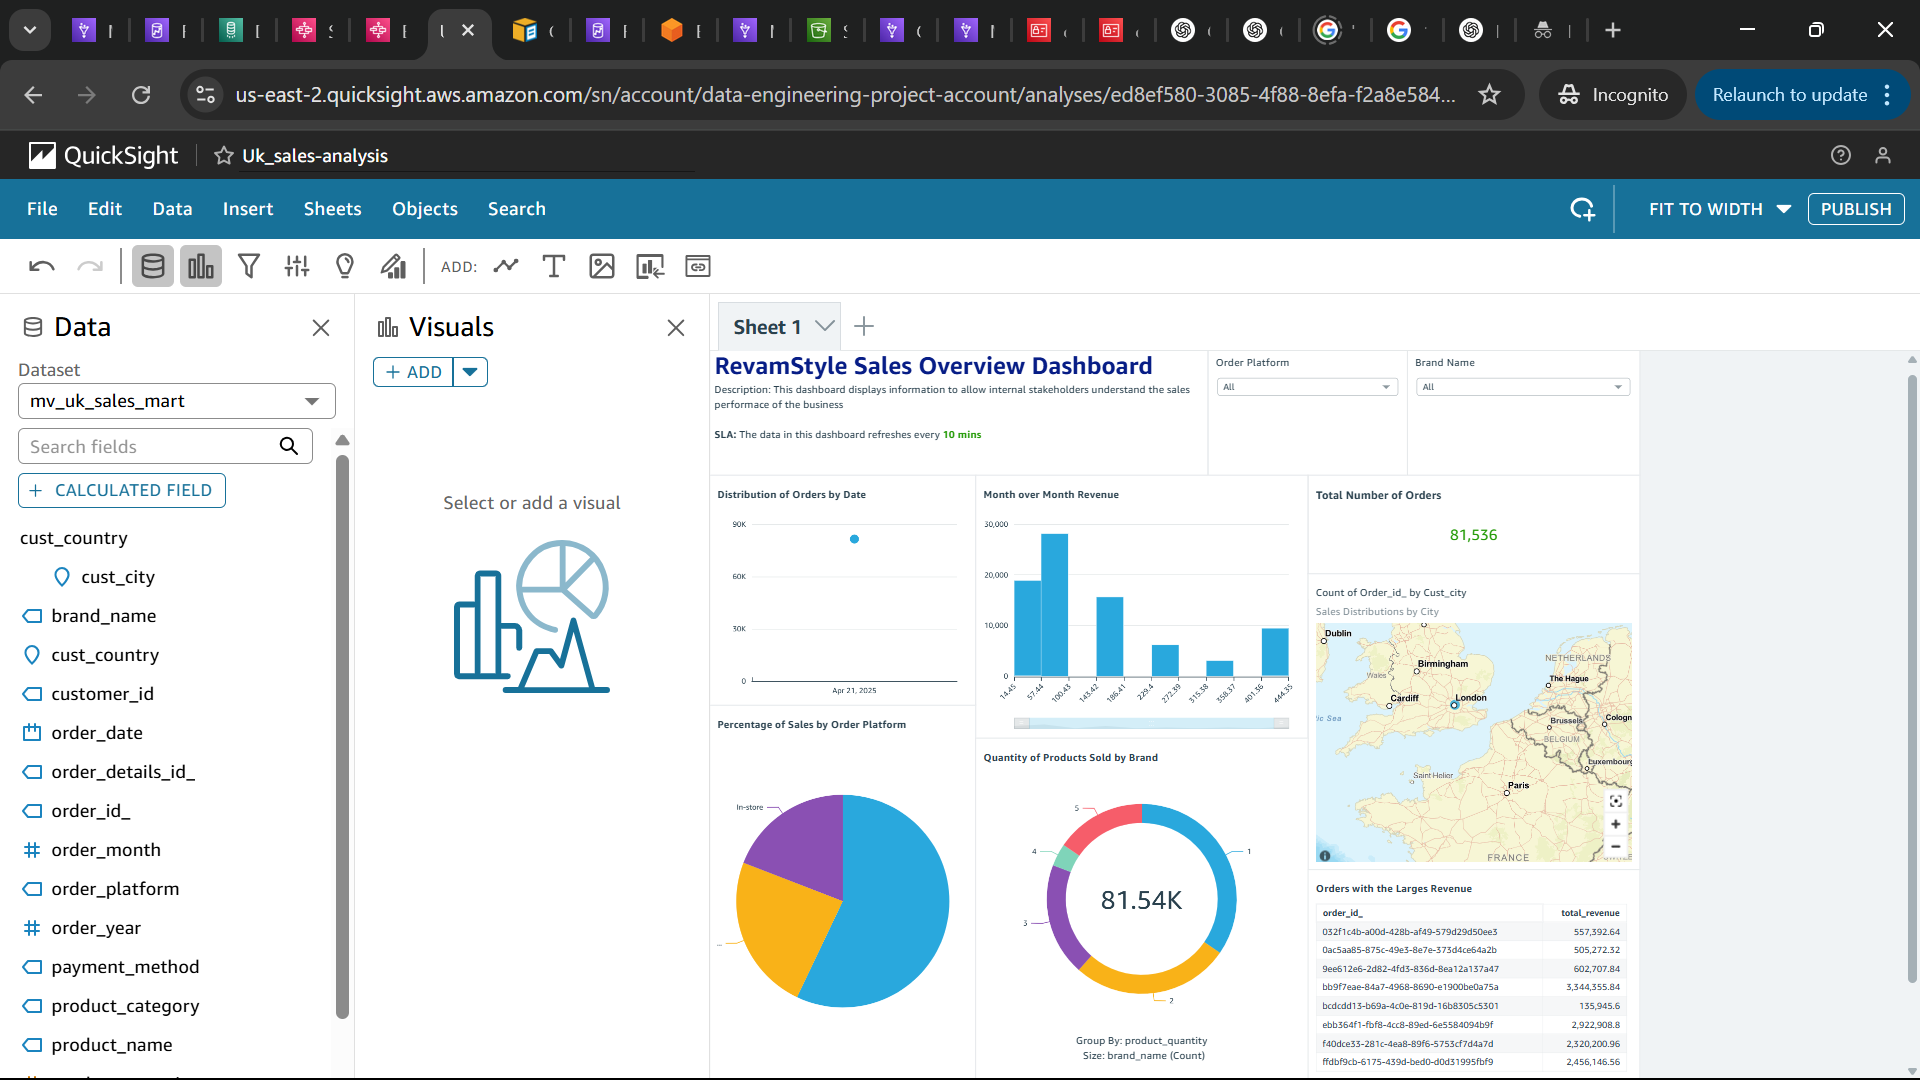 us-east-2.quicksight.aws.amazon.com/sn/account/data-engineering-project-account/analyses/ed8ef580-3085-4f88-8efa-f2a8e584...
Incognito
Relaunch to update
QuickSight
Uk_sales-analysis
File
Edit
Data
Insert
Sheets
Objects
Search
FIT TO WIDTH
PUBLISH
ADD:
Data
Dataset
mv_uk_sales_mart
Search fields
CALCULATED FIELD
cust_country
cust_city
brand_name
cust_country
customer_id
order_date
order_details_id_
order_id_
order_month
order_platform
order_year
payment_method
product_category
product_name
Visuals
ADD
Select or add a visual
Sheet 1
RevamStyle Sales Overview Dashboard
Description: This dashboard displays information to allow internal stakeholders understand the sales
performace of the business
SLA: The data in this dashboard refreshes every 10 mins
Order Platform
All
Brand Name
All
Distribution of Orders by Date
90K
60K
30K
0
Apr 21, 2025
Month over Month Revenue
30,000
20,000
10,000
0
14.45
57.44
100.43
143.42
186.41
229.4
272.39
315.38
358.37
401.36
444.35
Total Number of Orders
81,536
Count of Order_id_ by Cust_city
Sales Distributions by City
Dublin
Birmingham
Wales
Cardiff
London
NETHERLANDS
The Hague
ic Sea
Brussels
Cologn
BELGIUM
Luxembourg
Saint Helier
Paris
FRANCE
Percentage of Sales by Order Platform
In-store
...
Quantity of Products Sold by Brand
5
4
3
1
2
81.54K
Group By: product_quantity
Size: brand_name (Count)
Orders with the Larges Revenue
order_id_ total_revenue
032f1c4b-a00d-428b-af49-579d29d50ee3 557,392.64
0ac5aa85-875c-49e3-8e7e-373d4ce64a2b 505,272.32
9ee612e6-2d82-4fd3-836d-8ea12a137a47 602,707.84
bb9f7eae-84a7-4968-8690-e1900be0a75a 3,344,355.84
bcdcdd13-b69a-4c0e-819d-16b8305c5301 135,945.6
ebb364f1-fbf8-4cc8-89ed-6e5584094b9f 2,922,908.8
f40dce33-281c-4ea8-89f6-5753cf7d4a7d 2,320,200.96
ffdbf9cb-6175-439d-bed0-d0d31995fbf9 2,456,146.56